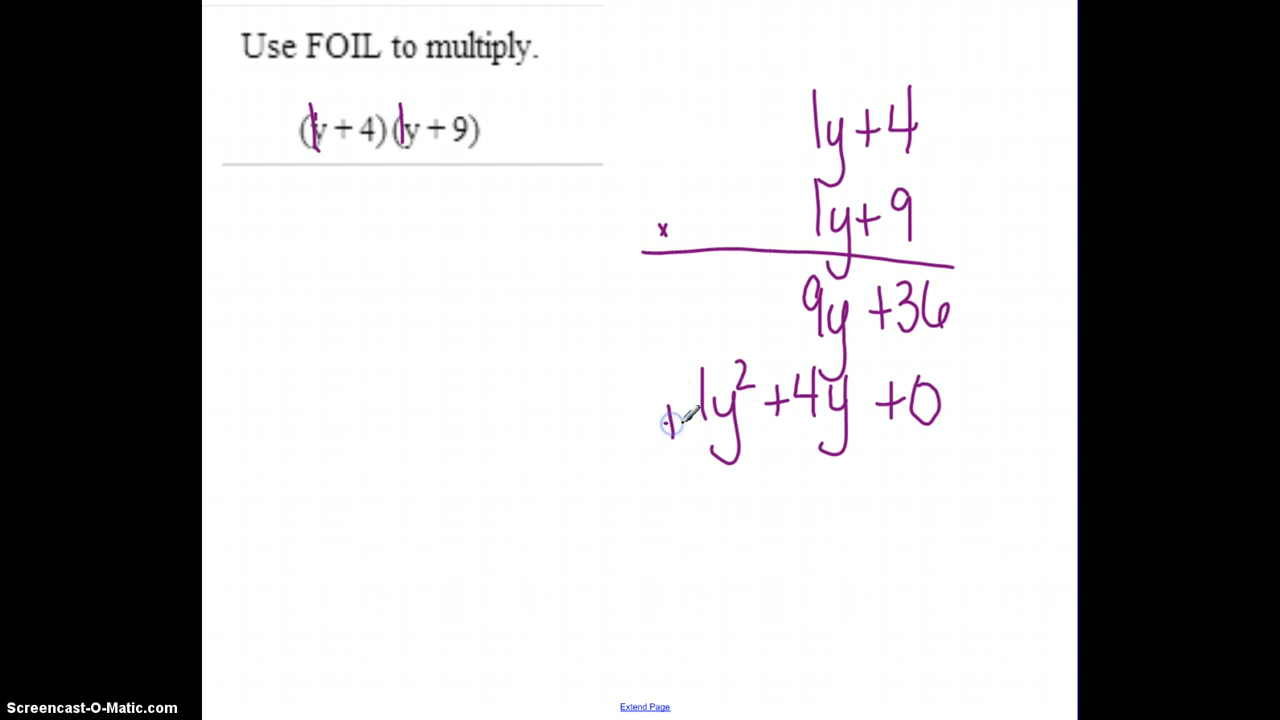 Use FOIL to multiply.
(1y + 4)(1y + 9)
1y+4
x 1y+9
9y +36
+1y² +4y +0
Extend Page
Screencast-O-Matic.com